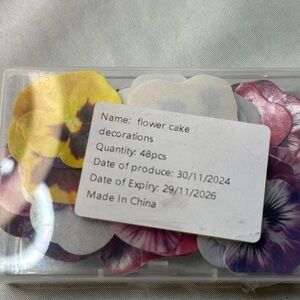 Name: flower cake
decorations
Quantity: 48pcs
Date of produce: 30/11/2024
Date of Expiry: 29/11/2026
Made In China